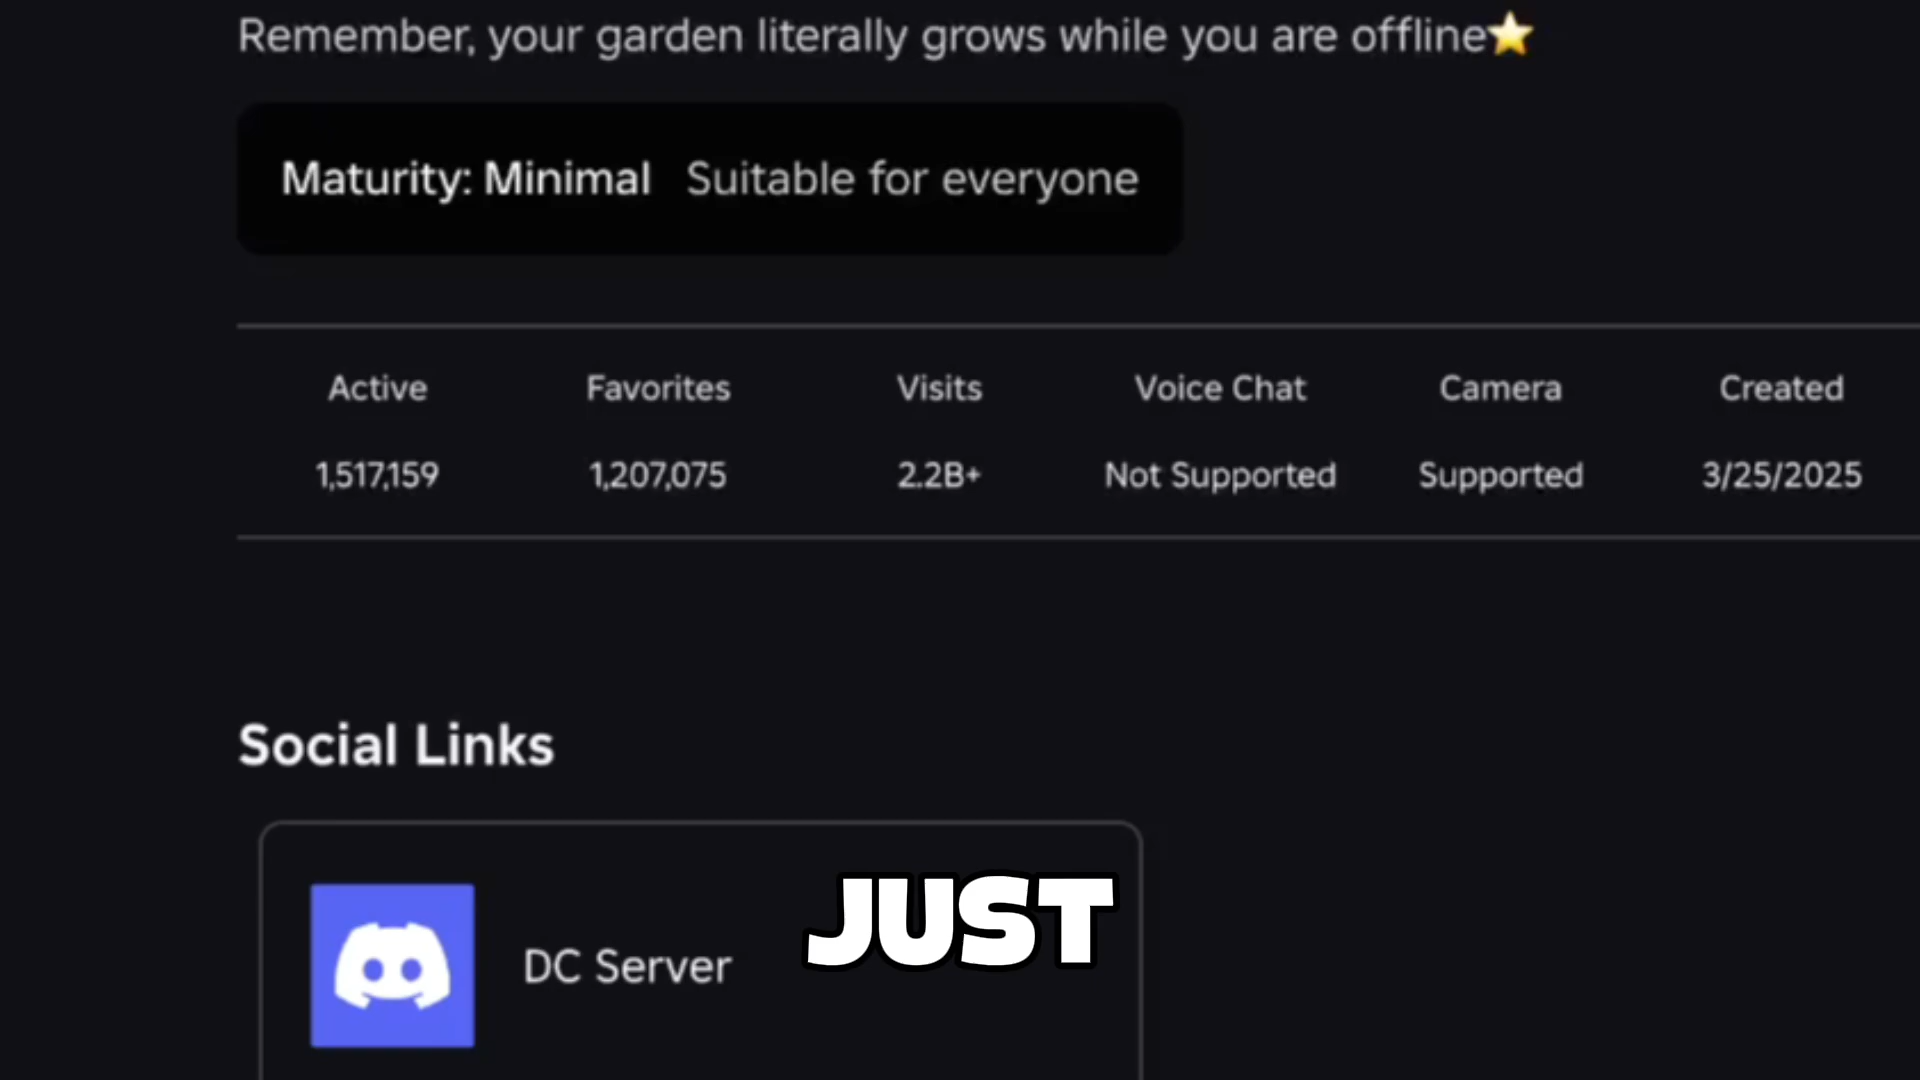 Remember, your garden literally grows while you are offline⭐
Maturity: Minimal Suitable for everyone
Active Favorites Visits Voice Chat Camera Created
1,517,159 1,207,075 2.2B+ Not Supported Supported 3/25/2025
Social Links
DC Server
JUST